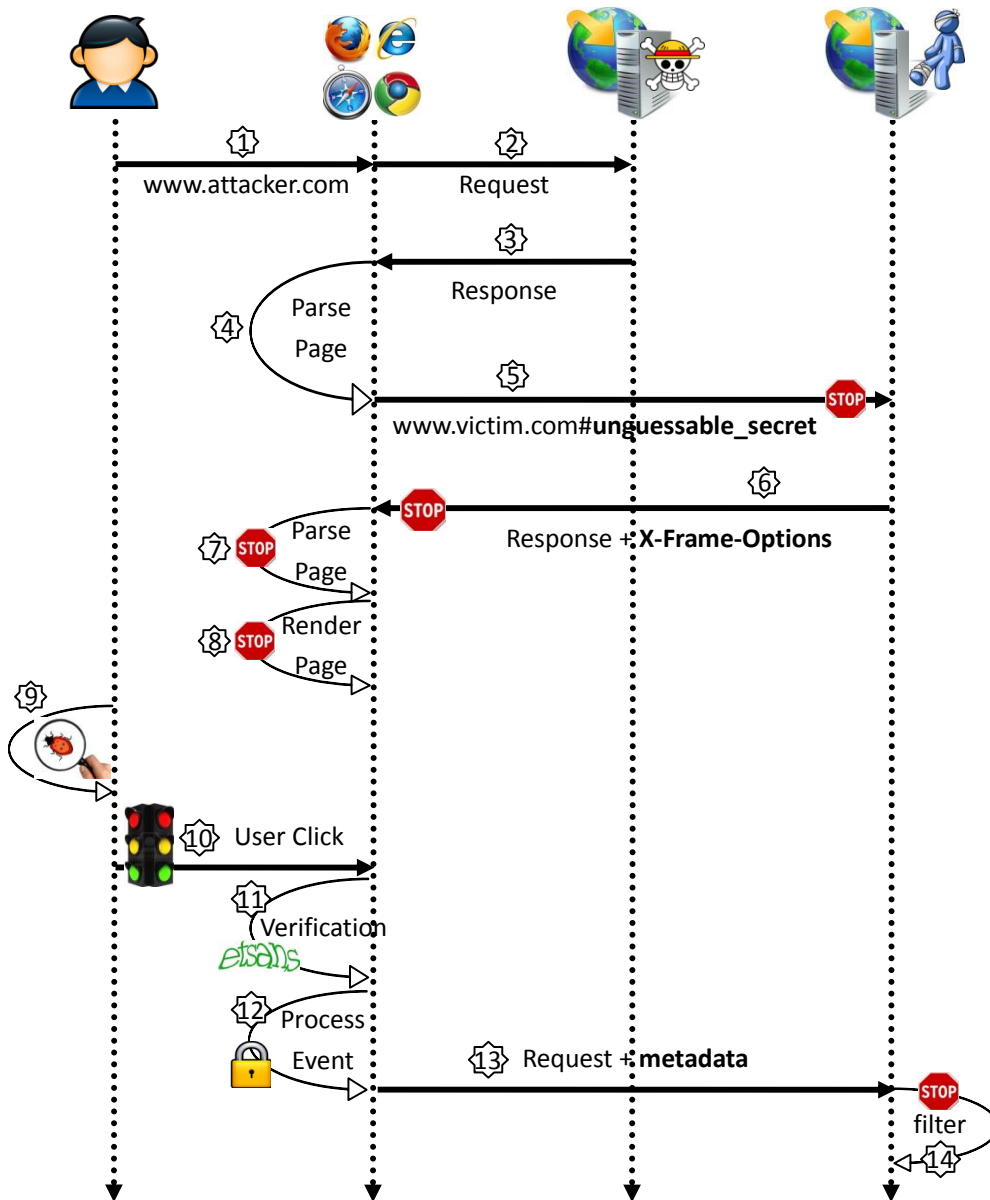 1
2
www.attacker.com
Request
3
Response
Parse
4
Page
5
STOP
www.victim.com#unguessable_secret
6
STOP
Response + X-Frame-Options
Parse
7
STOP
Page
Render
8
STOP
Page
9
10
User Click
11
Verification
etsans
12
Process
13
Request + metadata
Event
STOP
filter
14